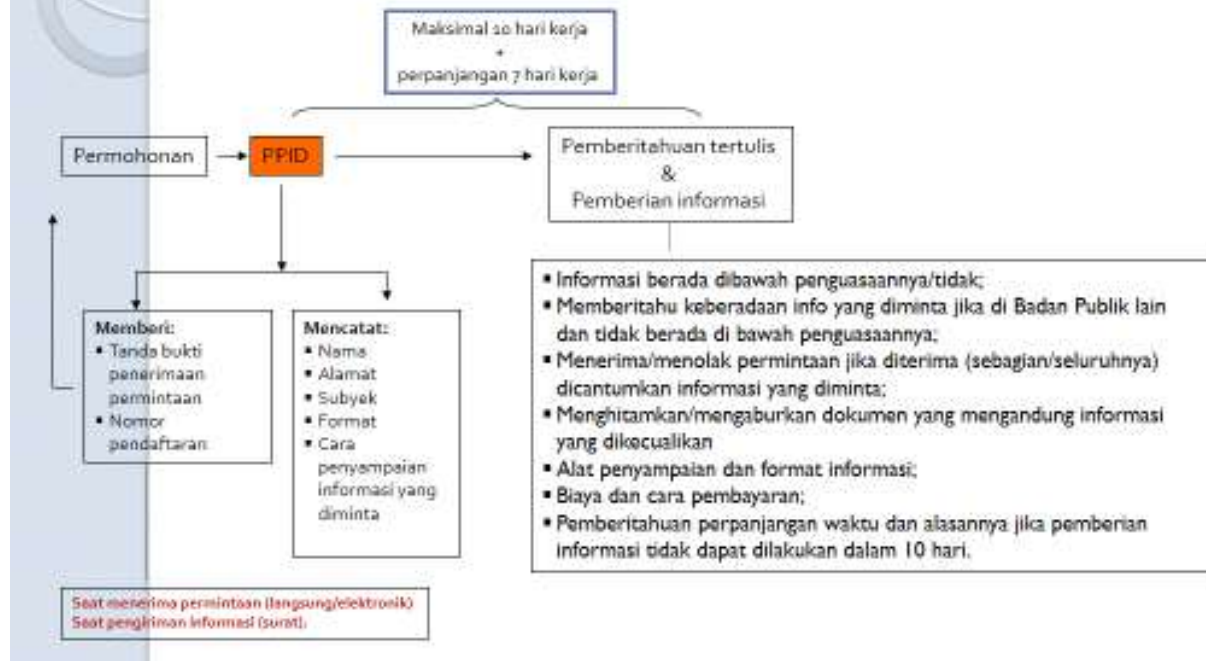 Maksimal 10 hari kerja
+
perpanjangan 7 hari kerja
Permohonan
PPID
Pemberitahuan tertulis
&
Pemberian informasi
Memberi:
▪ Tanda bukti
penerimaan
permintaan
▪ Nomor
pendaftaran
Mencatat:
▪ Nama
▪ Alamat
▪ Subyek
▪ Format
▪ Cara
penyampaian
informasi yang
diminta
▪ Informasi berada dibawah penguasaannya/tidak;
▪ Memberitahu keberadaan info yang diminta jika di Badan Publik lain
dan tidak berada di bawah penguasaannya;
▪ Menerima/menolak permintaan jika diterima (sebagian/seluruhnya)
dicantumkan informasi yang diminta;
▪ Menghitamkan/mengaburkan dokumen yang mengandung informasi
yang dikecualikan
▪ Alat penyampaian dan format informasi;
▪ Biaya dan cara pembayaran;
▪ Pemberitahuan perpanjangan waktu dan alasannya jika pemberian
informasi tidak dapat dilakukan dalam 10 hari.
Saat menerima permintaan (langsung/elektronik)
Saat pengiriman informasi (surat).